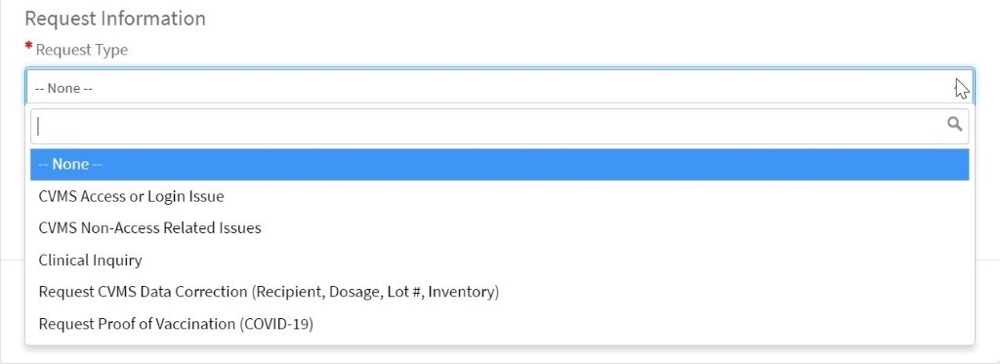 Request Information
* Request Type
-- None --
-- None --
CVMS Access or Login Issue
CVMS Non-Access Related Issues
Clinical Inquiry
Request CVMS Data Correction (Recipient, Dosage, Lot #, Inventory)
Request Proof of Vaccination (COVID-19)